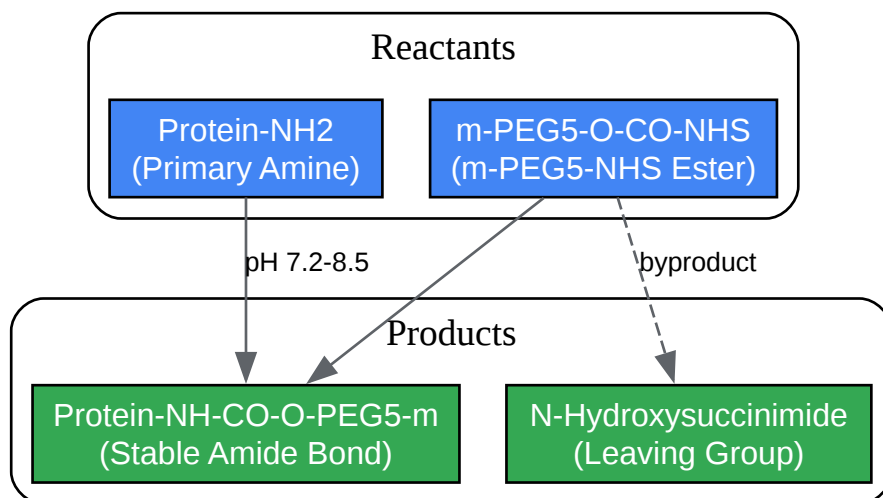 Reactants
Protein-NH2
(Primary Amine)
m-PEG5-O-CO-NHS
(m-PEG5-NHS Ester)
pH 7.2-8.5
byproduct
Products
Protein-NH-CO-O-PEG5-m
(Stable Amide Bond)
N-Hydroxysuccinimide
(Leaving Group)